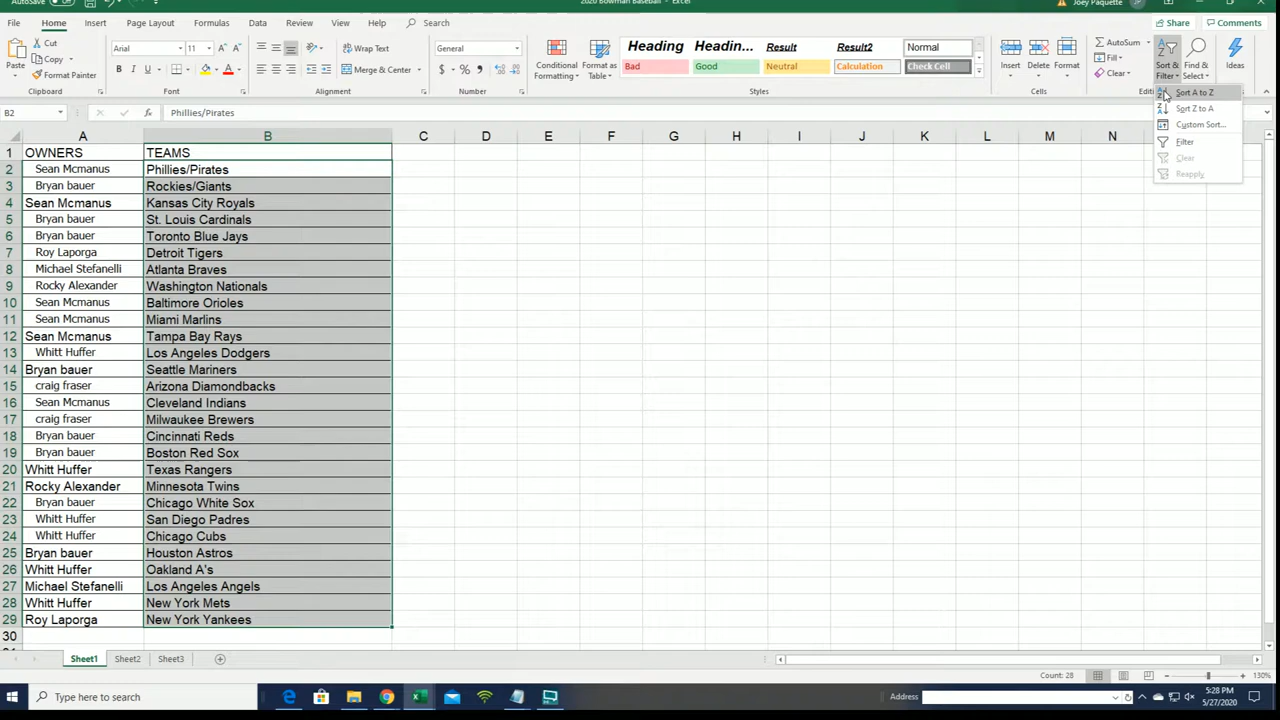 AutoSave
2020 Bowman Baseball - Excel
Joey Paquette
JP
File Home Insert Page Layout Formulas Data Review View Help Search
Share Comments
Paste
Cut
Copy
Format Painter
Clipboard
Arial 11
B I U
Font
Wrap Text
Merge & Center
Alignment
General
$ % ,
Number
Conditional Formatting
Format as Table
Heading Headin... Result Result2 Normal
Bad Good Neutral Calculation Check Cell
Styles
Insert Delete Format
Cells
AutoSum
Fill
Clear
Sort & Filter
Find & Select
Ideas
Sort A to Z
Sort Z to A
Custom Sort...
Filter
Clear
Reapply
B2 fx Phillies/Pirates
A B C D E F G H I J K L M N
1 OWNERS TEAMS
2 Sean Mcmanus Phillies/Pirates
3 Bryan bauer Rockies/Giants
4 Sean Mcmanus Kansas City Royals
5 Bryan bauer St. Louis Cardinals
6 Bryan bauer Toronto Blue Jays
7 Roy Laporga Detroit Tigers
8 Michael Stefanelli Atlanta Braves
9 Rocky Alexander Washington Nationals
10 Sean Mcmanus Baltimore Orioles
11 Sean Mcmanus Miami Marlins
12 Sean Mcmanus Tampa Bay Rays
13 Whitt Huffer Los Angeles Dodgers
14 Bryan bauer Seattle Mariners
15 craig fraser Arizona Diamondbacks
16 Sean Mcmanus Cleveland Indians
17 craig fraser Milwaukee Brewers
18 Bryan bauer Cincinnati Reds
19 Bryan bauer Boston Red Sox
20 Whitt Huffer Texas Rangers
21 Rocky Alexander Minnesota Twins
22 Bryan bauer Chicago White Sox
23 Whitt Huffer San Diego Padres
24 Whitt Huffer Chicago Cubs
25 Bryan bauer Houston Astros
26 Whitt Huffer Oakland A's
27 Michael Stefanelli Los Angeles Angels
28 Whitt Huffer New York Mets
29 Roy Laporga New York Yankees
30
Sheet1 Sheet2 Sheet3
Count: 28
130%
Type here to search
Address
5:28 PM
5/27/2020